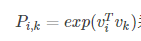 P_{i,k} = exp(v_i^T v_k)